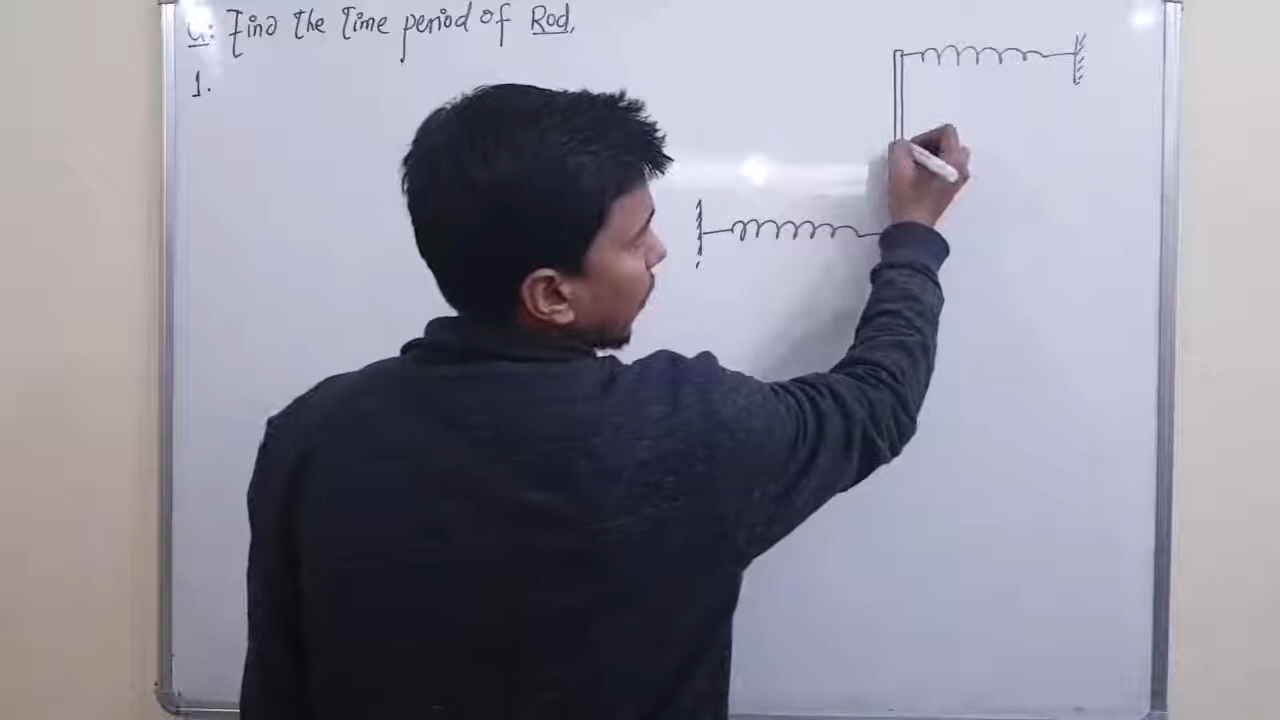 Q: Find the Time period of Rod.
1.